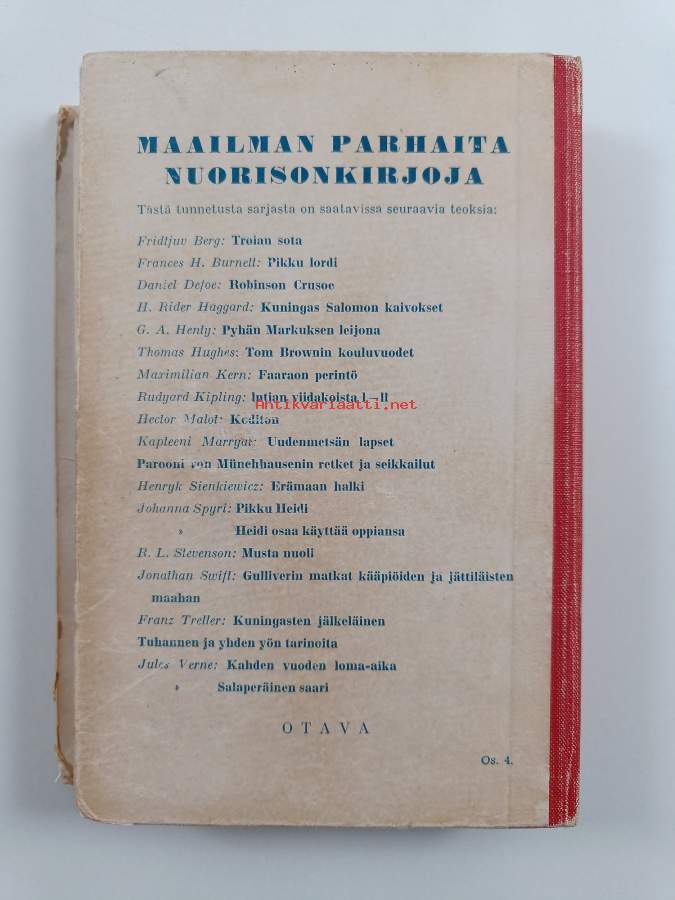 MAAILMAN PARHAITA
NUORISONKIRJOJA
Tästä tunnetusta sarjasta on saatavissa seuraavia teoksia:
Fridtjuv Berg: Troian sota
Frances H. Burnell: Pikku lordi
Daniel Defoe: Robinson Crusoe
H. Rider Haggard: Kuningas Salomon kaivokset
G. A. Henty: Pyhän Markuksen leijona
Thomas Hughes: Tom Brownin kouluvuodet
Maximilian Kern: Faaraon perintö
Rudyard Kipling: Intian viidakoista I—II
Antikvariaatti.net
Hector Malot: Koditon
Kapteeni Marryat: Uudenmetsän lapset
Parooni von Münchhausenin retket ja seikkailut
Henryk Sienkiewicz: Erämaan halki
Johanna Spyri: Pikku Heidi
» Heidi osaa käyttää oppiansa
R. L. Stevenson: Musta nuoli
Jonathan Swift: Gulliverin matkat kääpiöiden ja jättiläisten
maahan
Franz Treller: Kuningasten jälkeläinen
Tuhannen ja yhden yön tarinoita
Jules Verne: Kahden vuoden loma-aika
» Salaperäinen saari
OTAVA
Os. 4.